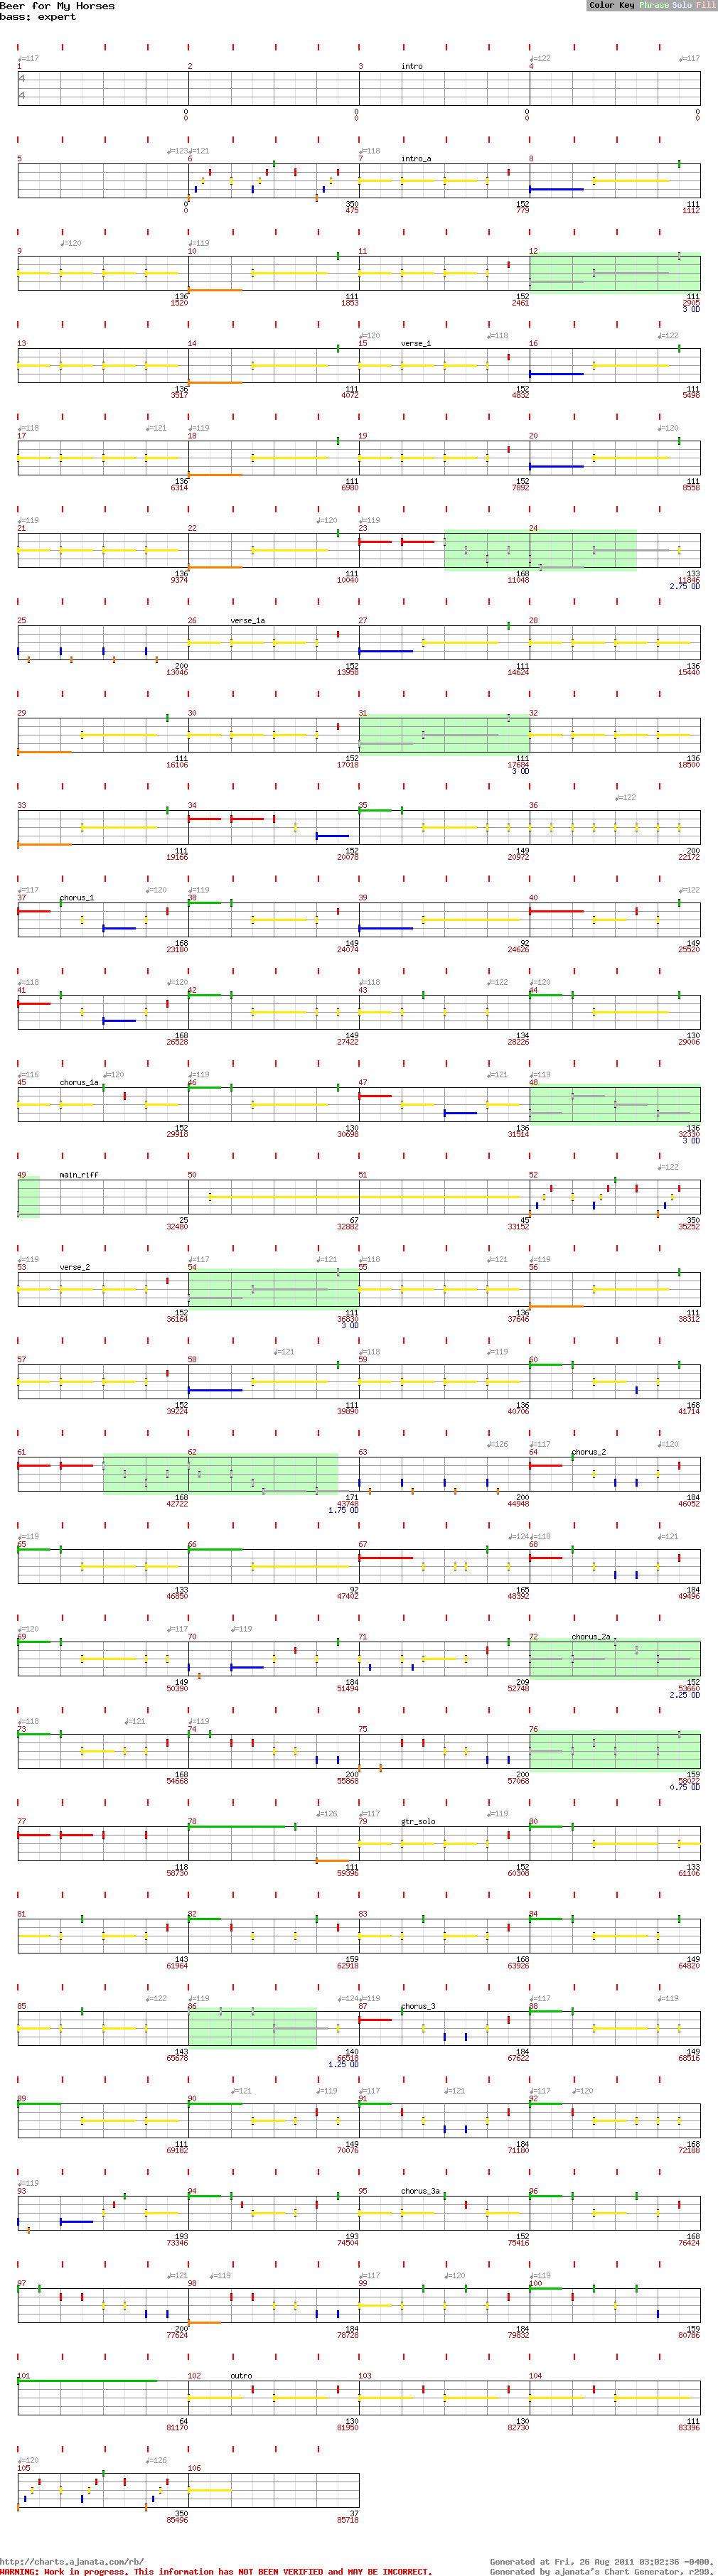 Beer for My Horses
bass: expert
Color Key Phrase Solo Fill
♩=117 ♩=122 ♩=117
1 2 3 intro 4
4
4
0 0 0 0
0 0 0 0
♩=123 ♩=121 ♩=118
5 6 7 intro_a 8
0 350 152 111
0 475 779 1112
♩=120 ♩=119
9 10 11 12
136 111 152 111
1520 1853 2461 2905
3 OD
♩=120 ♩=118 ♩=122
13 14 15 verse_1 16
136 111 152 111
3517 4072 4832 5498
♩=118 ♩=121 ♩=119 ♩=120
17 18 19 20
136 111 152 111
6314 6980 7892 8558
♩=119 ♩=120 ♩=119
21 22 23 24
136 111 168 133
9374 10040 11048 11846
2.75 OD
25 26 verse_1a 27 28
200 152 111 136
13046 13958 14624 15440
29 30 31 32
111 152 111 136
16106 17018 17684 18500
3 OD
♩=122
33 34 35 36
111 152 149 200
19166 20078 20972 22172
♩=117 ♩=120 ♩=119 ♩=122
37 chorus_1 38 39 40
168 149 92 149
23180 24074 24626 25520
♩=118 ♩=120 ♩=119 ♩=118 ♩=122 ♩=120
41 42 43 44
168 149 134 130
26528 27422 28226 29006
♩=116 ♩=120 ♩=119 ♩=121 ♩=119
45 chorus_1a 46 47 48
152 130 136 136
29918 30698 31514 32330
3 OD
♩=122
49 main_riff 50 51 52
25 67 45 350
32480 32882 33152 35252
♩=119 ♩=117 ♩=121 ♩=118 ♩=121 ♩=119
53 verse_2 54 55 56
152 111 136 111
36164 36830 37646 38312
3 OD
♩=121 ♩=118 ♩=119
57 58 59 60
152 111 136 168
39224 39890 40706 41714
♩=126 ♩=117 ♩=120
61 62 63 64 chorus_2
168 171 200 184
42722 43748 44948 46052
1.75 OD
♩=119 ♩=124 ♩=118 ♩=121
65 66 67 68
133 92 165 184
46850 47402 48392 49496
♩=120 ♩=117 ♩=119
69 70 71 72 chorus_2a
149 184 209 152
50390 51494 52748 53660
2.25 OD
♩=118 ♩=121 ♩=119
73 74 75 76
168 200 200 159
54668 55868 57068 58022
0.75 OD
♩=126 ♩=117 ♩=119
77 78 79 gtr_solo 80
118 111 152 133
58730 59396 60308 61106
81 82 83 84
143 159 168 149
61964 62918 63926 64820
♩=122 ♩=119 ♩=124 ♩=119 ♩=117 ♩=119
85 86 87 chorus_3 88
143 140 184 149
65678 66518 67622 68516
1.25 OD
♩=121 ♩=119 ♩=117 ♩=121 ♩=117 ♩=120
89 90 91 92
111 149 184 168
69182 70076 71180 72188
♩=119
93 94 95 chorus_3a 96
193 193 152 168
73346 74504 75416 76424
♩=121 ♩=119 ♩=117 ♩=120 ♩=119
97 98 99 100
200 184 184 159
77624 78728 79832 80786
101 102 outro 103 104
64 130 130 111
81170 81950 82730 83396
♩=120 ♩=126
105 106
350 37
85496 85718
http://charts.ajanata.com/rb/ Generated at Fri, 26 Aug 2011 03:02:36 -0400.
WARNING: Work in progress. This information has NOT BEEN VERIFIED and MAY BE INCORRECT. Generated by ajanata's Chart Generator, r299.